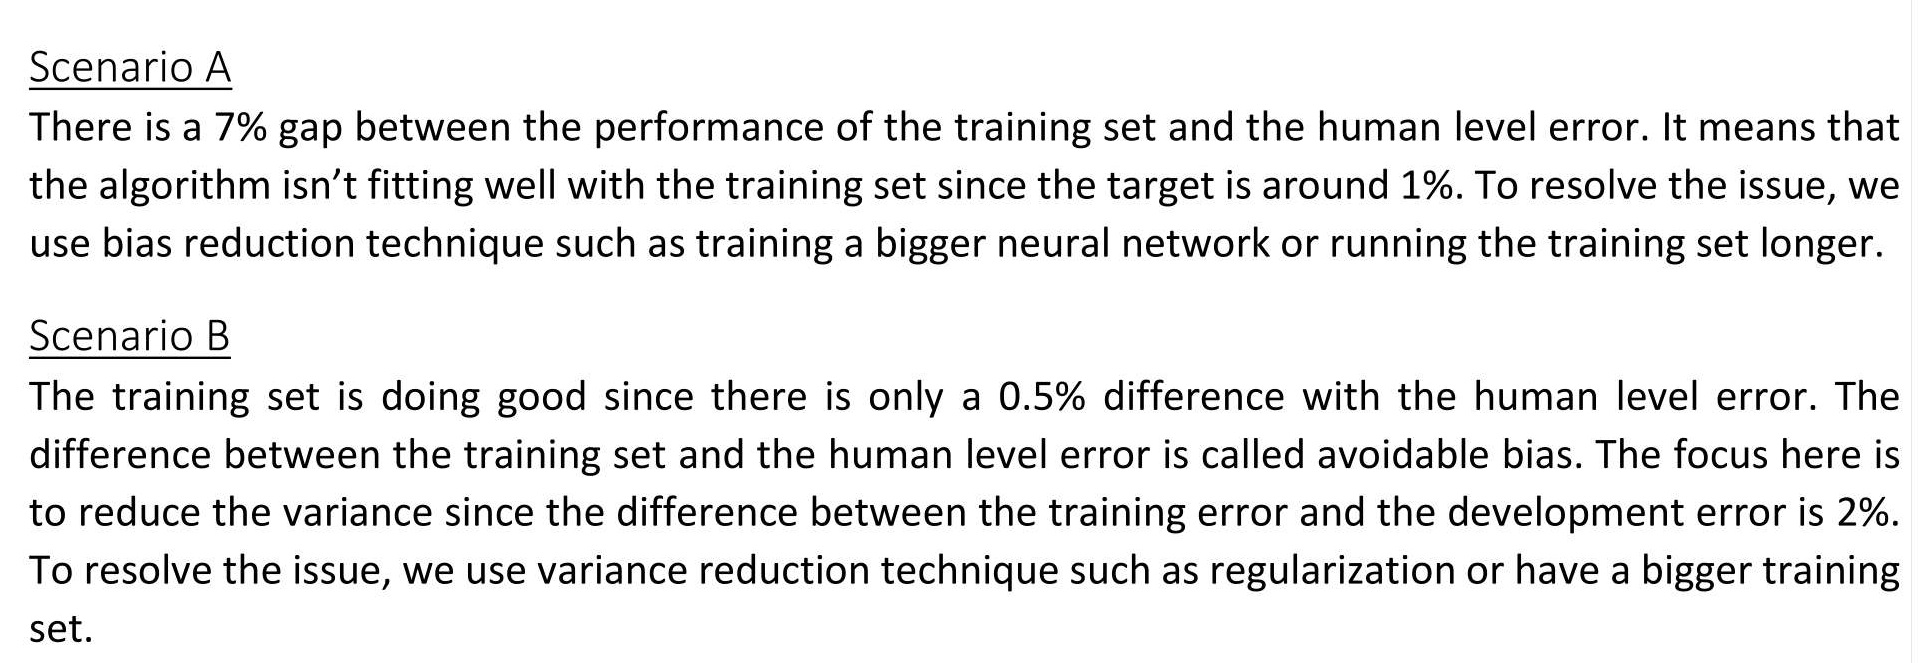 Scenario A
There is a 7% gap between the performance of the training set and the human level error. It means that
the algorithm isn’t fitting well with the training set since the target is around 1%. To resolve the issue, we
use bias reduction technique such as training a bigger neural network or running the training set longer.
Scenario B
The training set is doing good since there is only a 0.5% difference with the human level error. The
difference between the training set and the human level error is called avoidable bias. The focus here is
to reduce the variance since the difference between the training error and the development error is 2%.
To resolve the issue, we use variance reduction technique such as regularization or have a bigger training
set.